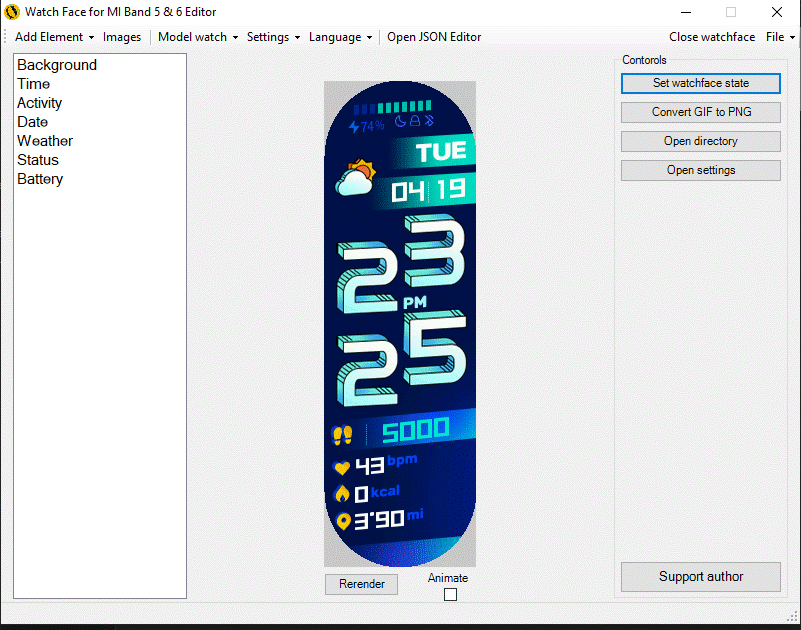 Watch Face for MI Band 5 & 6 Editor
Add Element Images Model watch Settings Language Open JSON Editor Close watchface File
Background
Time
Activity
Date
Weather
Status
Battery
74%
TUE
04 19
23
PM
25
5000
43 bpm
0 kcal
3'90 mi
Rerender
Animate
Contorols
Set watchface state
Convert GIF to PNG
Open directory
Open settings
Support author